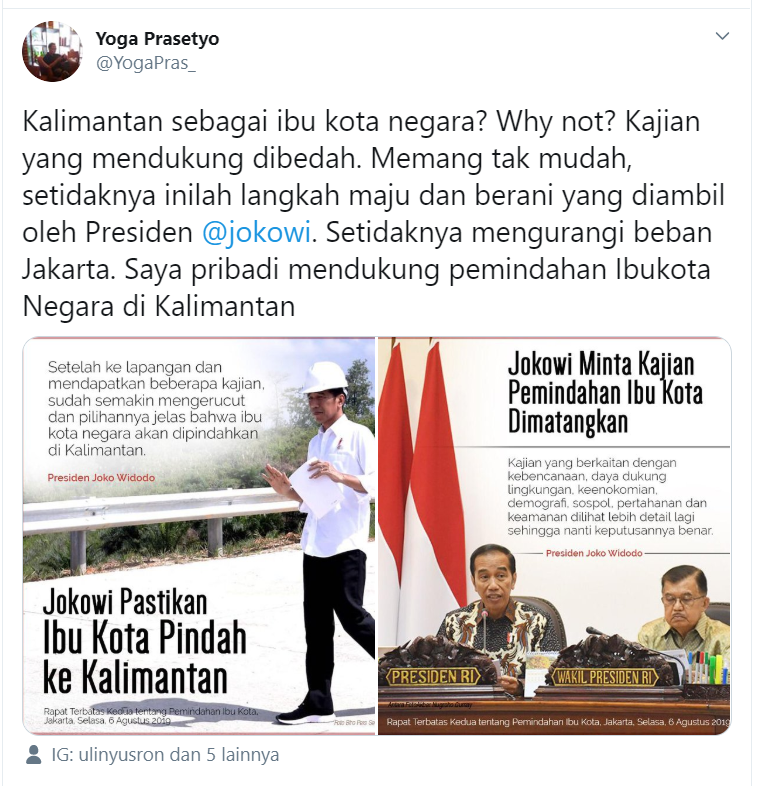 Yoga Prasetyo
@YogaPras_
Kalimantan sebagai ibu kota negara? Why not? Kajian
yang mendukung dibedah. Memang tak mudah,
setidaknya inilah langkah maju dan berani yang diambil
oleh Presiden @jokowi. Setidaknya mengurangi beban
Jakarta. Saya pribadi mendukung pemindahan Ibukota
Negara di Kalimantan
Setelah ke lapangan dan
mendapatkan beberapa kajian,
sudah semakin mengerucut
dan pilihannya jelas bahwa ibu
kota negara akan dipindahkan
di Kalimantan.
Presiden Joko Widodo
Jokowi Pastikan
Ibu Kota Pindah
ke Kalimantan
Rapat Terbatas Kedua tentang Pemindahan Ibu Kota,
Jakarta, Selasa, 6 Agustus 2019
Foto Biro Pers Se
Jokowi Minta Kajian
Pemindahan Ibu Kota
Dimatangkan
Kajian yang berkaitan dengan
kebencanaan, daya dukung
lingkungan, keenokomian,
demografi, sospol, pertahanan dan
keamanan dilihat lebih detail lagi
sehingga nanti keputusannya benar.
Presiden Joko Widodo
PRESIDEN RI
WAKIL PRESIDEN RI
Rapat Terbatas Kedua tentang Pemindahan Ibu Kota, Jakarta, Selasa, 6 Agustus 2019
IG: ulinyusron dan 5 lainnya